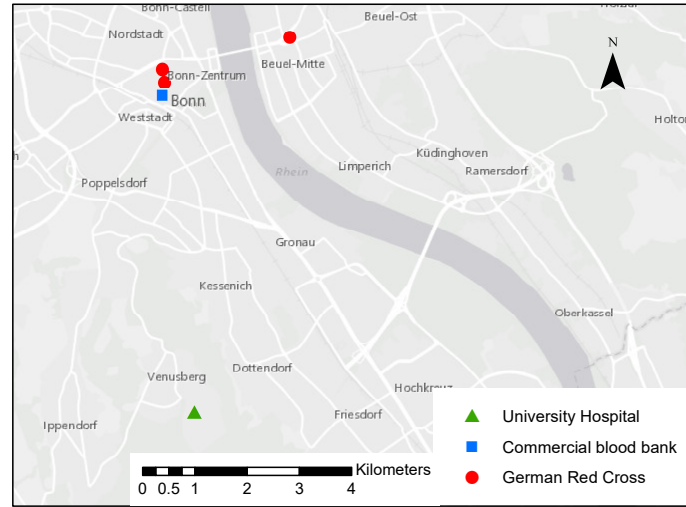 Bonn-Castell
Beuel-Ost
Nordstadt
N
Beuel-Mitte
Bonn-Zentrum
Bonn
Weststadt
Holtor
Küdinghoven
Limperich
Ramersdorf
Rhein
Poppelsdorf
Gronau
Kessenich
Oberkassel
Dottendorf
Venusberg
Hochkreuz
Friesdorf
Ippendorf
University Hospital
Commercial blood bank
German Red Cross
Kilometers
0 0.5 1 2 4